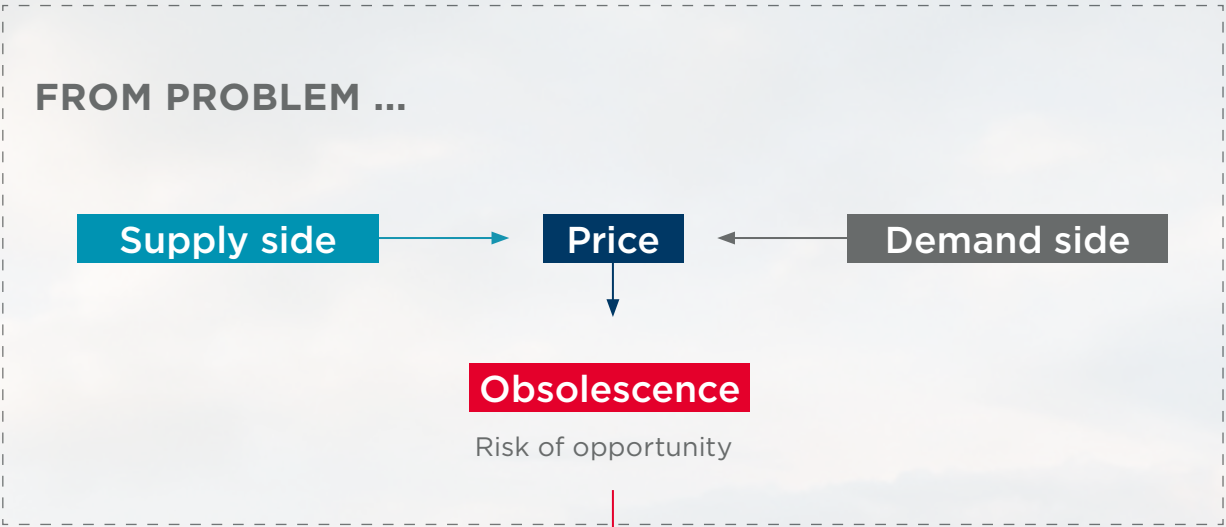 FROM PROBLEM ...
Supply side
Price
Demand side
Obsolescence
Risk of opportunity